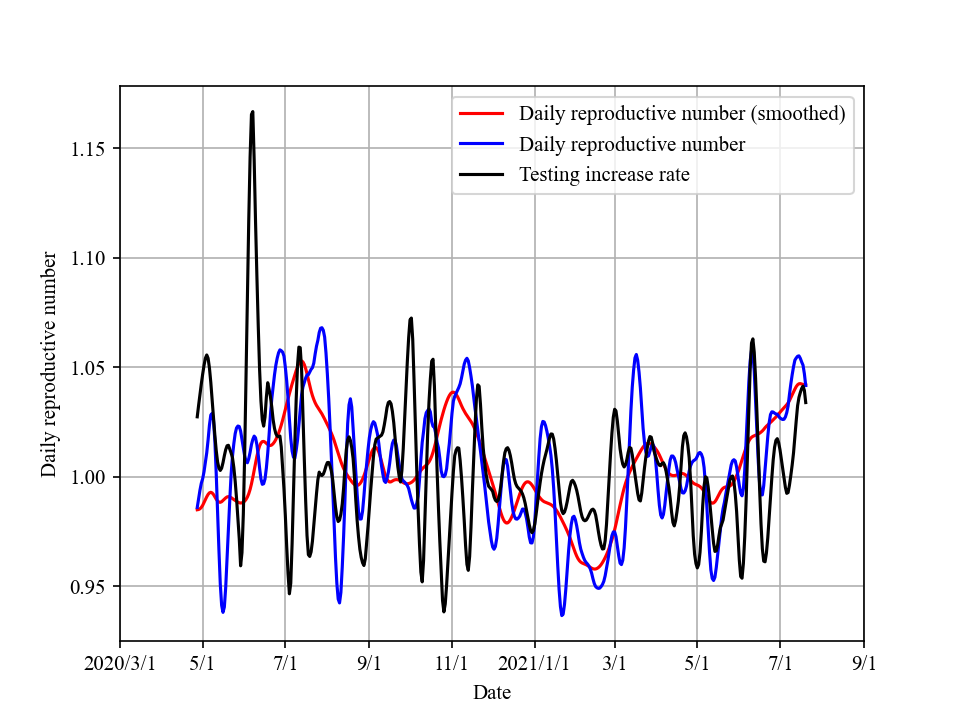 Daily reproductive number (smoothed)
Daily reproductive number
Testing increase rate
1.15
1.10
1.05
1.00
0.95
Daily reproductive number
2020/3/1 5/1 7/1 9/1 11/1 2021/1/1 3/1 5/1 7/1 9/1
Date